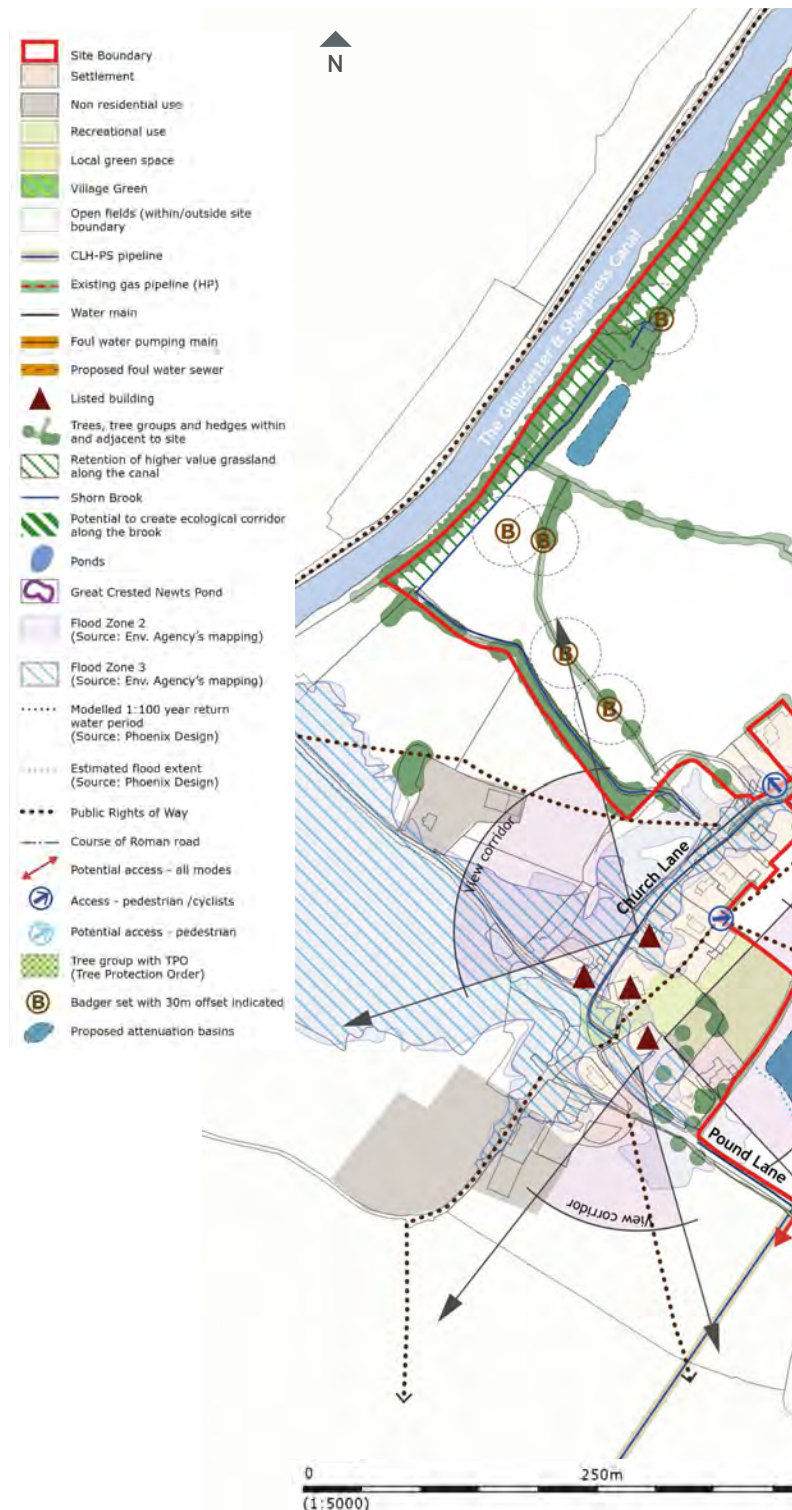 Site Boundary
Settlement
Non residential use
Recreational use
Local green space
Village Green
Open fields (within/outside site
boundary
CLH-PS pipeline
Existing gas pipeline (HP)
Water main
Foul water pumping main
Proposed foul water sewer
Listed building
Trees, tree groups and hedges within
and adjacent to site
Retention of higher value grassland
along the canal
Shorn Brook
Potential to create ecological corridor
along the brook
Ponds
Great Crested Newts Pond
Flood Zone 2
(Source: Env. Agency's mapping)
Flood Zone 3
(Source: Env. Agency's mapping)
Modelled 1:100 year return
water period
(Source: Phoenix Design)
Estimated flood extent
(Source: Phoenix Design)
Public Rights of Way
Course of Roman road
Potential access - all modes
Access - pedestrian /cyclists
Potential access - pedestrian
Tree group with TPO
(Tree Protection Order)
B
Badger set with 30m offset indicated
Proposed attenuation basins
N
The Gloucester & Sharpness Canal
B
B
B
B
B
View corridor
Church Lane
Pound Lane
View corridor
0
250m
(1:5000)